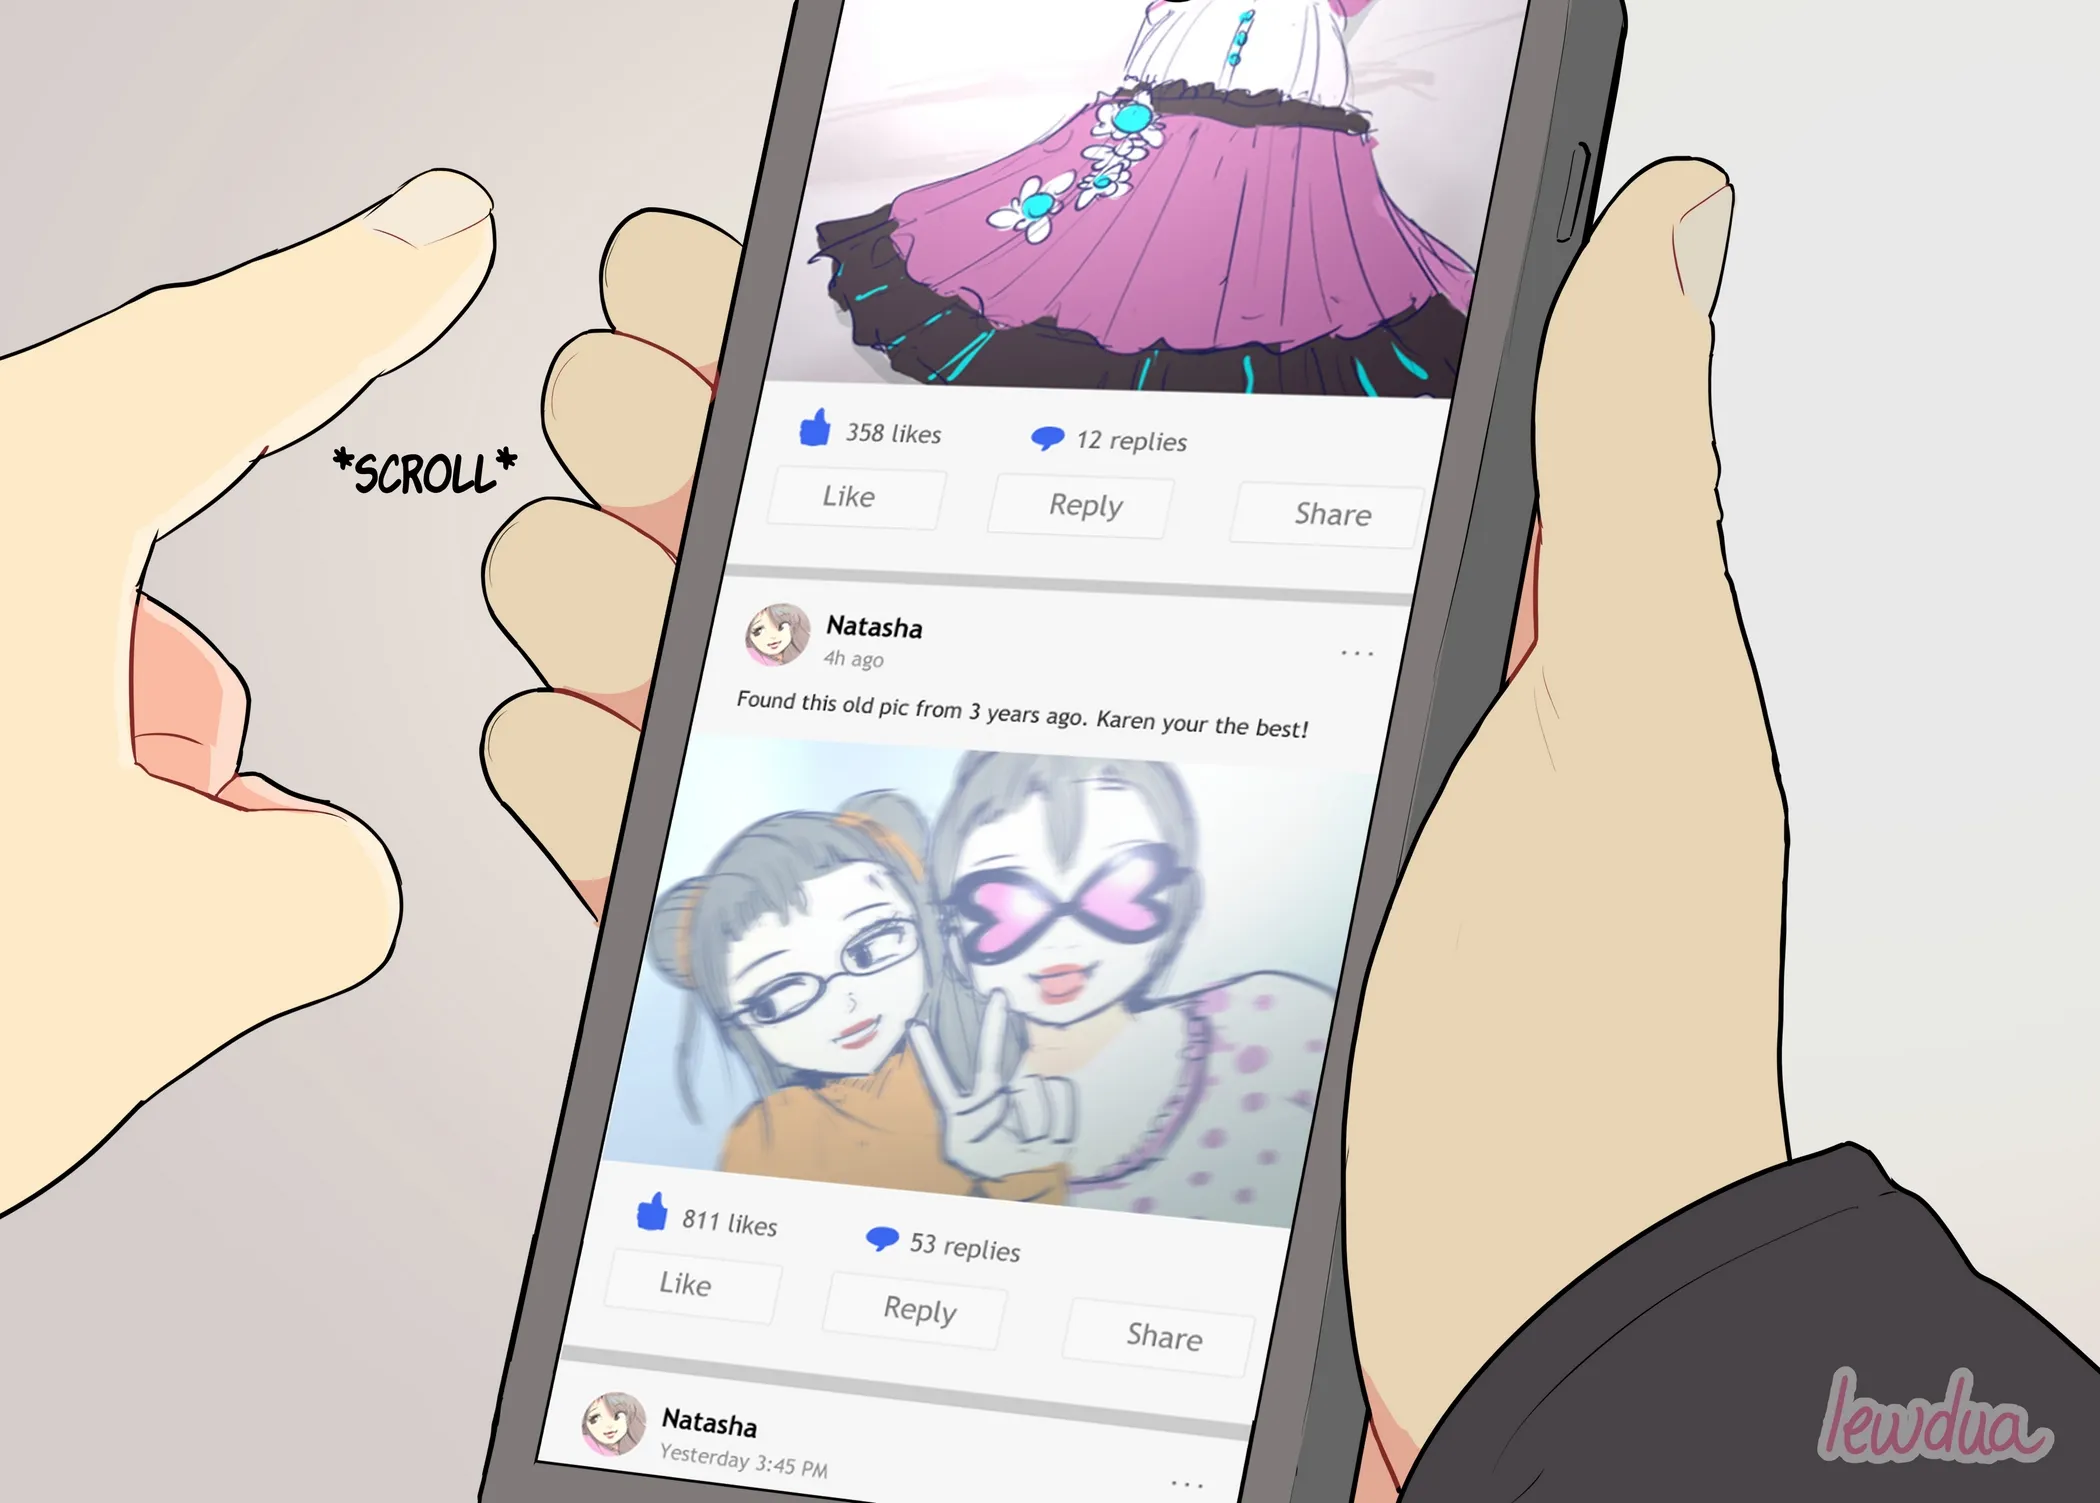 358 likes
12 replies
*SCROLL*
Like
Reply
Share
Natasha
4h ago
Found this old pic from 3 years ago. Karen your the best!
811 likes
53 replies
Like
Reply
Share
Natasha
Yesterday 3:45 PM
lewdua